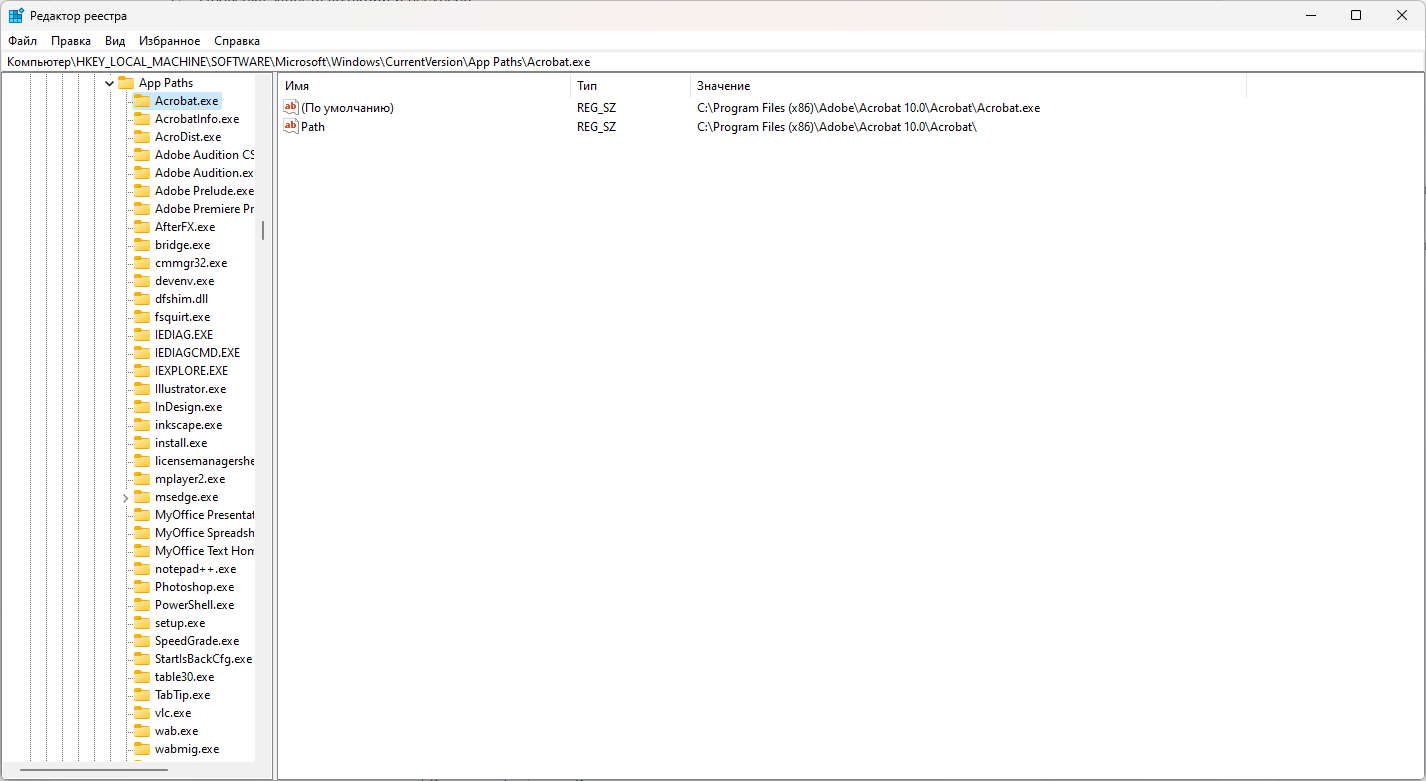 Редактор реестра
Файл Правка Вид Избранное Справка
Компьютер\HKEY_LOCAL_MACHINE\SOFTWARE\Microsoft\Windows\CurrentVersion\App Paths\Acrobat.exe
App Paths
Acrobat.exe
AcrobatInfo.exe
AcroDist.exe
Adobe Audition CS
Adobe Audition.ex
Adobe Prelude.exe
Adobe Premiere Pr
AfterFX.exe
bridge.exe
cmmgr32.exe
devenv.exe
dfshim.dll
fsquirt.exe
IEDIAG.EXE
IEDIAGCMD.EXE
IEXPLORE.EXE
Illustrator.exe
InDesign.exe
inkscape.exe
install.exe
licensemanagershe
mplayer2.exe
msedge.exe
MyOffice Presentat
MyOffice Spreadsh
MyOffice Text Hom
notepad++.exe
Photoshop.exe
PowerShell.exe
setup.exe
SpeedGrade.exe
StartIsBackCfg.exe
table30.exe
TabTip.exe
vlc.exe
wab.exe
wabmig.exe
Имя Тип Значение
ab (По умолчанию) REG_SZ C:\Program Files (x86)\Adobe\Acrobat 10.0\Acrobat\Acrobat.exe
ab Path REG_SZ C:\Program Files (x86)\Adobe\Acrobat 10.0\Acrobat\